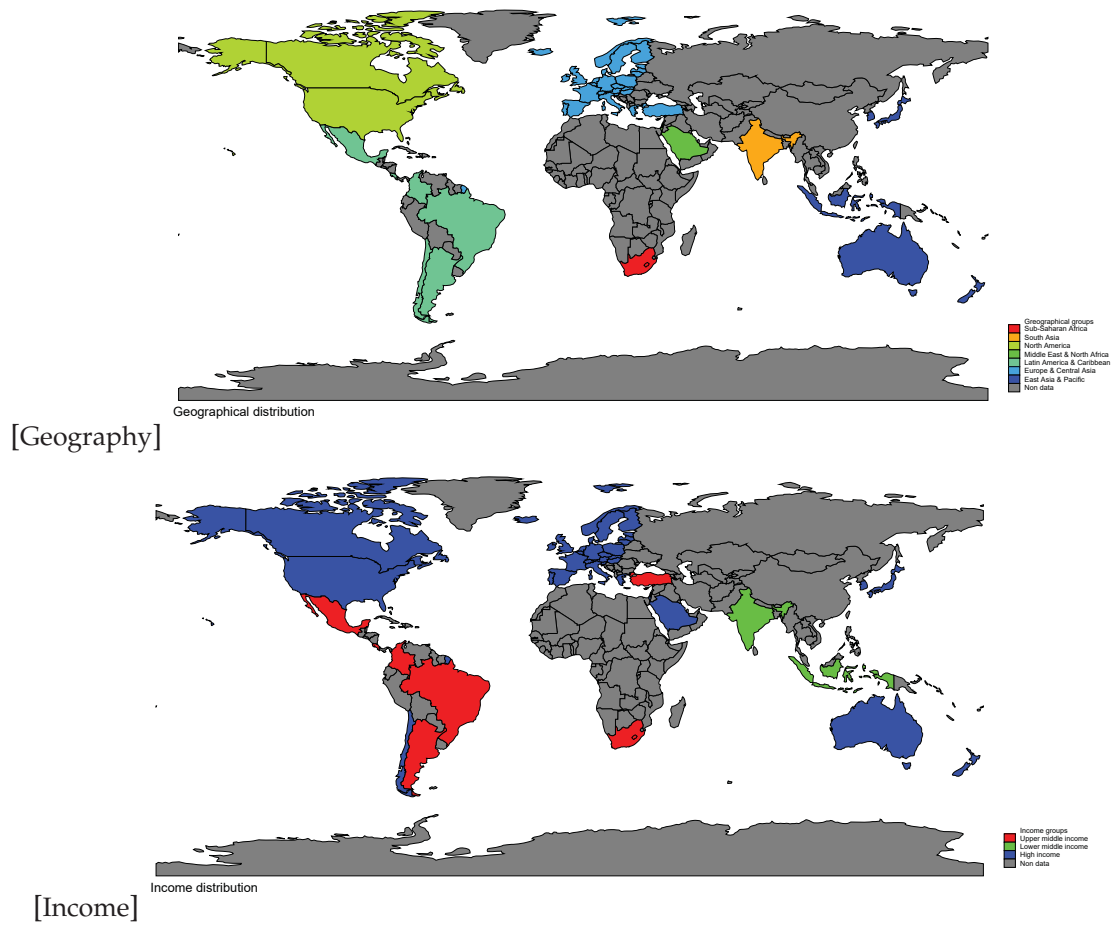 Greographical groups
Sub-Saharan Africa
South Asia
North America
Middle East & North Africa
Latin America & Caribbean
Europe & Central Asia
East Asia & Pacific
Non data
Geographical distribution
[Geography]
Income groups
Upper middle income
Lower middle income
High income
Non data
Income distribution
[Income]